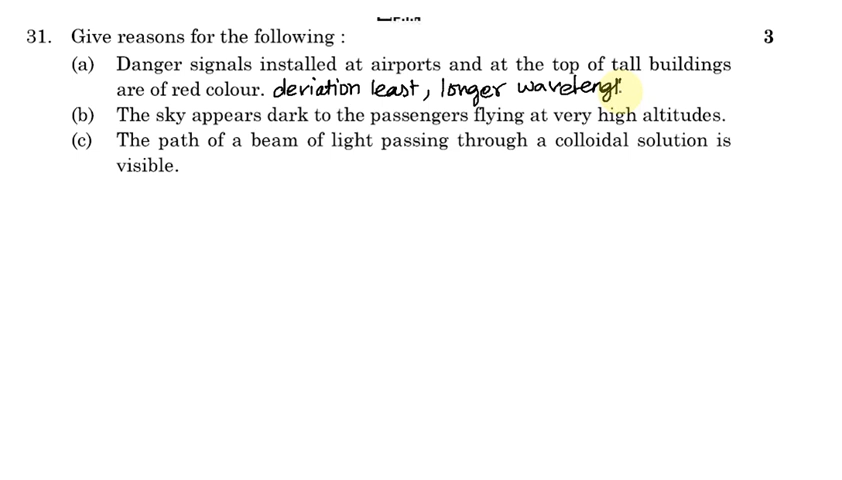 31. Give reasons for the following : 3
(a) Danger signals installed at airports and at the top of tall buildings
are of red colour. deviation least, longer wavelength
(b) The sky appears dark to the passengers flying at very high altitudes.
(c) The path of a beam of light passing through a colloidal solution is
visible.